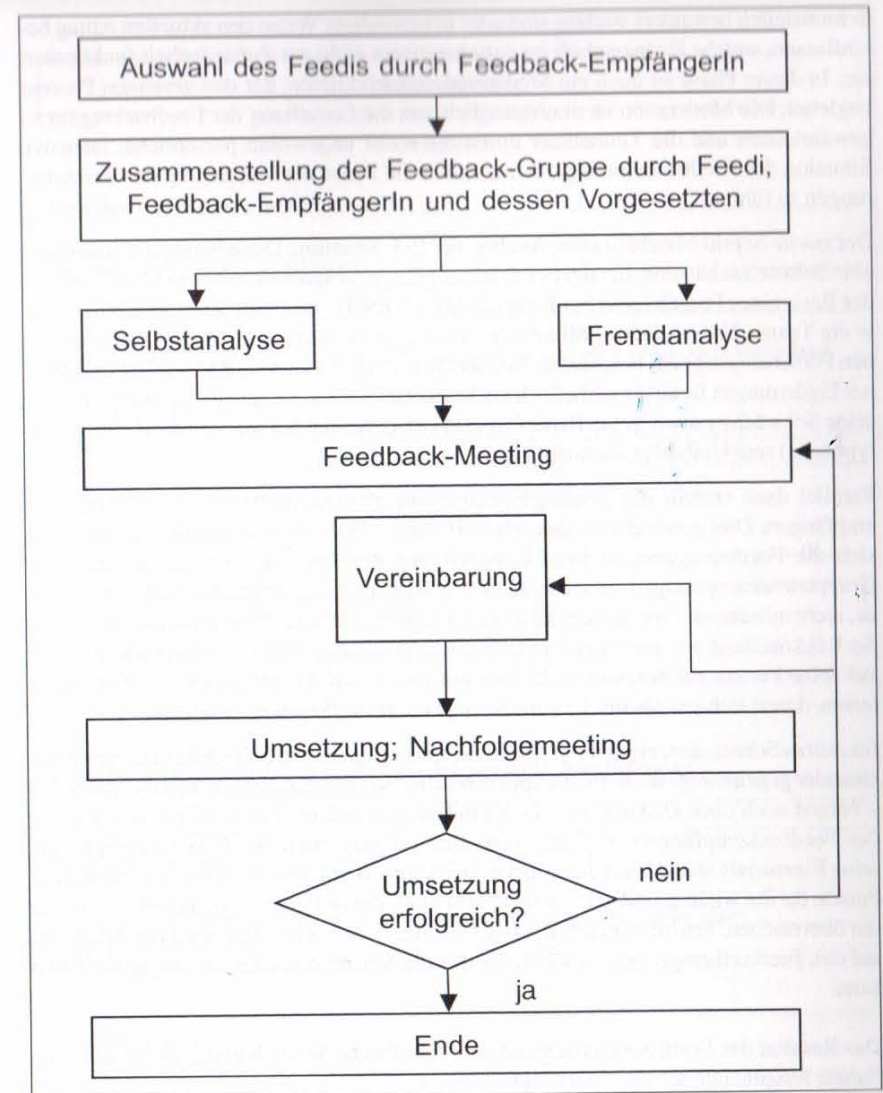 Auswahl des Feedis durch Feedback-EmpfängerIn
Zusammenstellung der Feedback-Gruppe durch Feedi,
Feedback-EmpfängerIn und dessen Vorgesetzten
Selbstanalyse
Fremdanalyse
Feedback-Meeting
Vereinbarung
Umsetzung; Nachfolgemeeting
Umsetzung
erfolgreich?
nein
ja
Ende